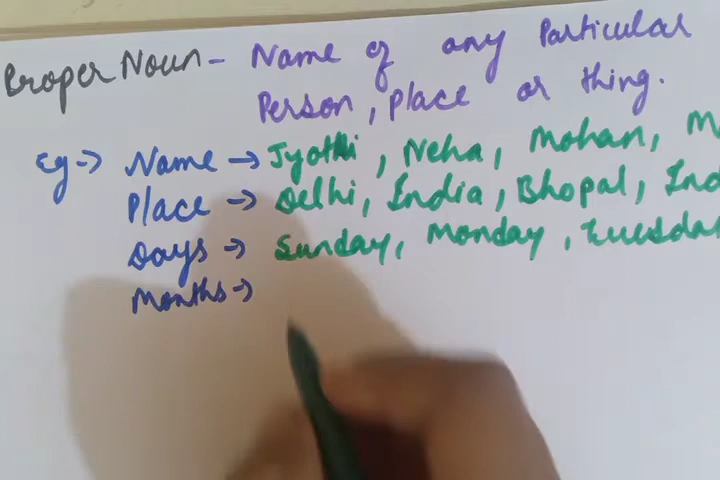 Proper Noun - Name of any Particular
Person, Place or thing.
Eg -> Name -> Jyothi, Neha, Mohan,
Place -> Delhi, India, Bhopal,
Days -> Sunday, Monday,
Months ->